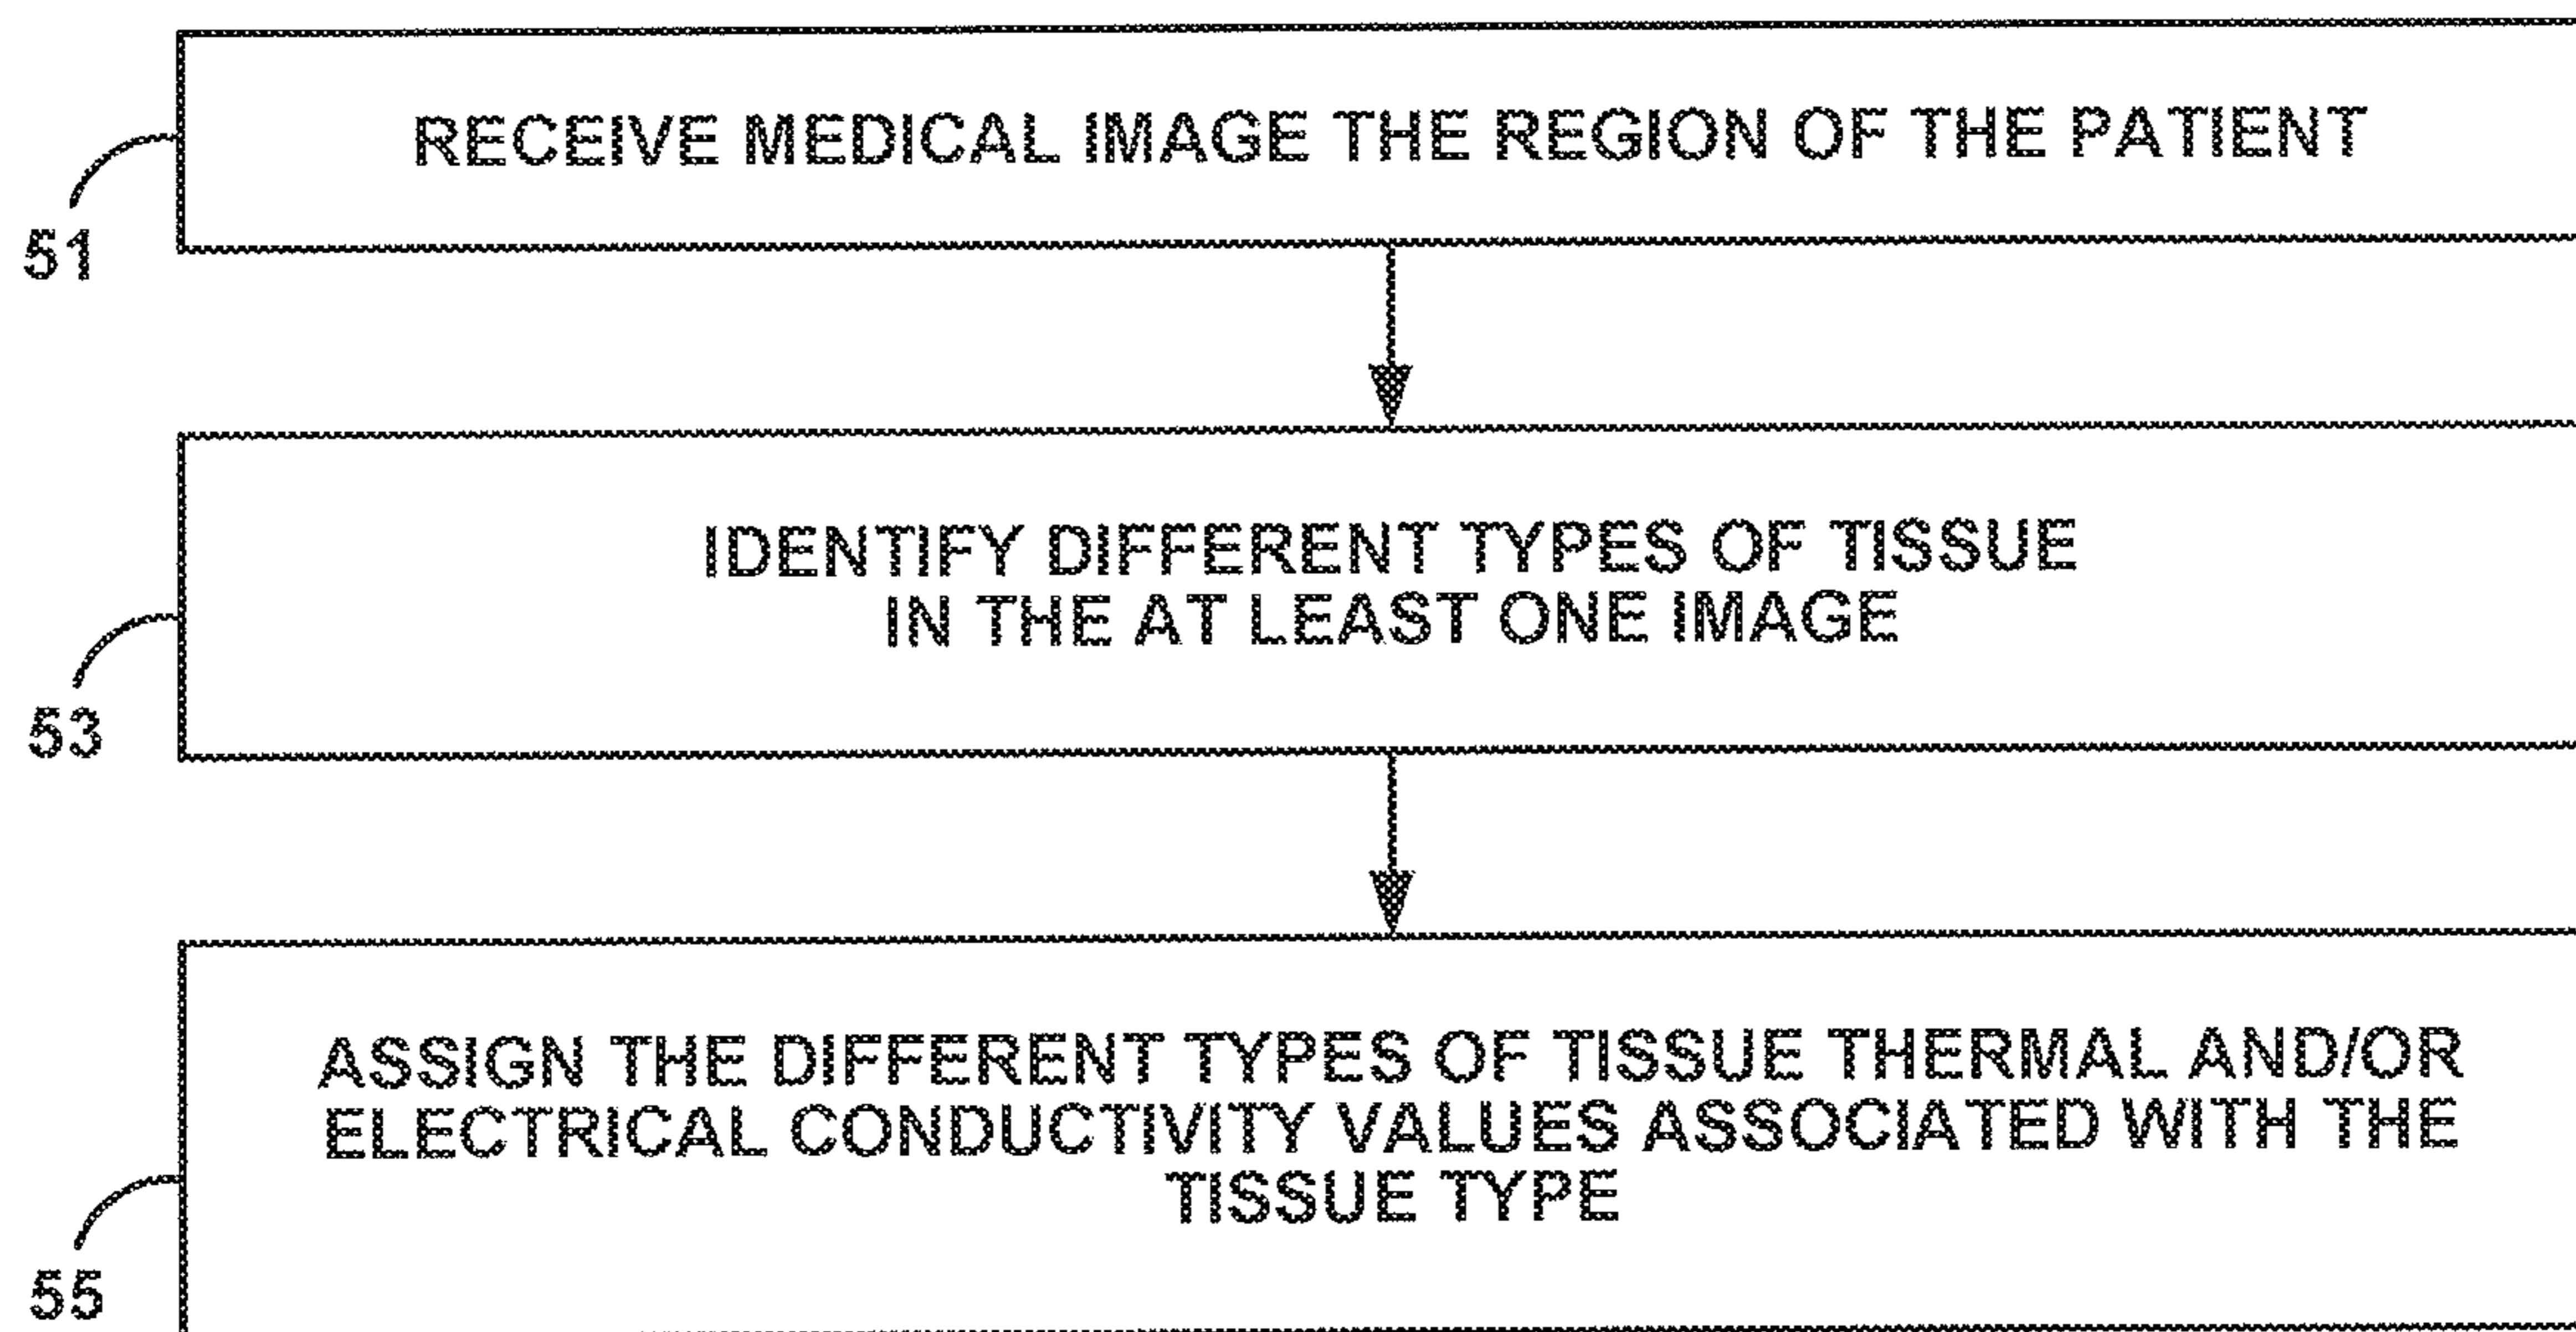 RECEIVE MEDICAL IMAGE THE REGION OF THE PATIENT
51
IDENTIFY DIFFERENT TYPES OF TISSUE
IN THE AT LEAST ONE IMAGE
53
ASSIGN THE DIFFERENT TYPES OF TISSUE THERMAL AND/OR
ELECTRICAL CONDUCTIVITY VALUES ASSOCIATED WITH THE
TISSUE TYPE
55